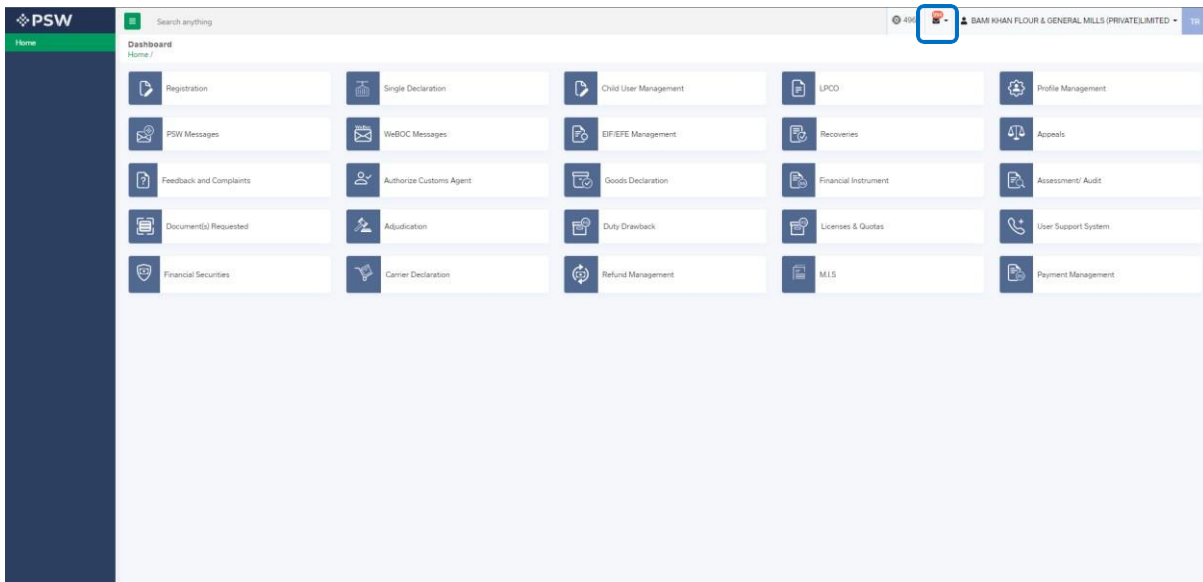 PSW
Search anything
496
BAMI KHAN FLOUR & GENERAL MILLS (PRIVATE)LIMITED
TR
Home
Dashboard
Home /
Registration
Single Declaration
Child User Management
LPCO
Profile Management
PSW Messages
WeBOC Messages
EIF/EFE Management
Recoveries
Appeals
Feedback and Complaints
Authorize Customs Agent
Goods Declaration
Financial Instrument
Assessment/ Audit
Document(s) Requested
Adjudication
Duty Drawback
Licenses & Quotas
User Support System
Financial Securities
Carrier Declaration
Refund Management
M.I.S
Payment Management